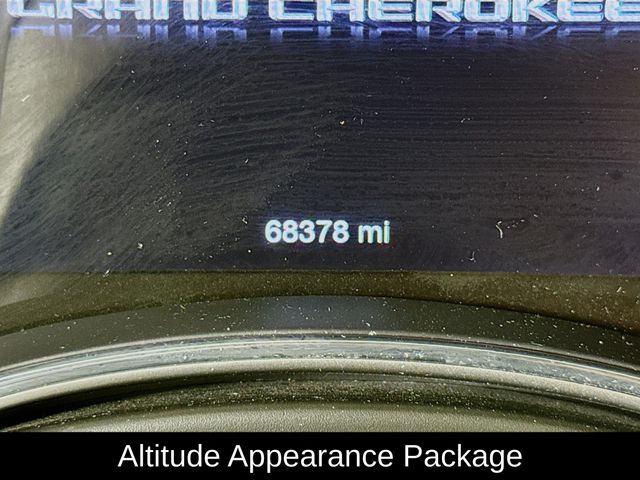 GRAND CHEROKEE
68378 mi
Altitude Appearance Package